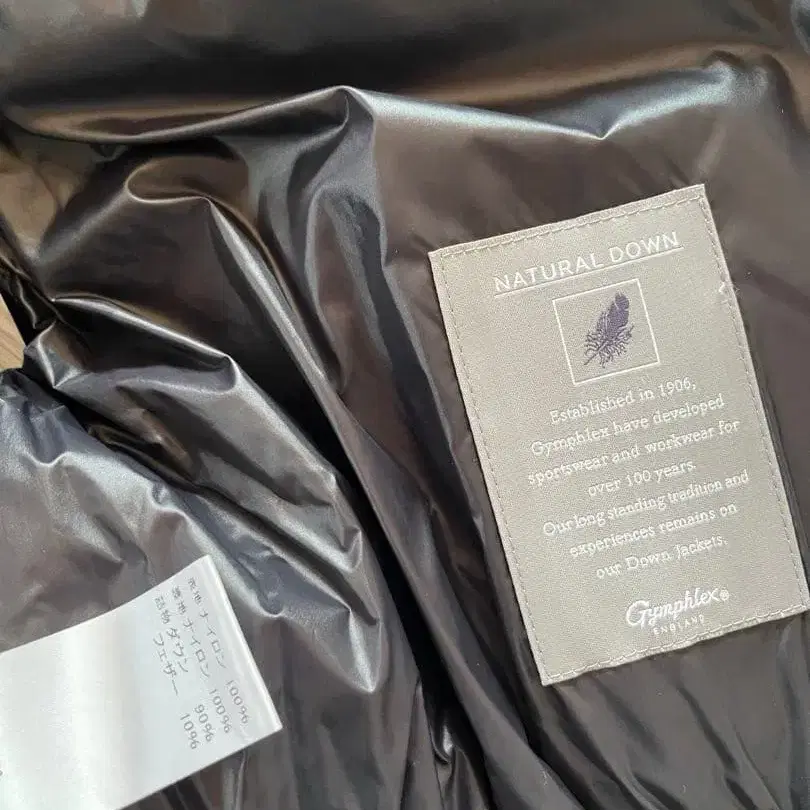 NATURAL DOWN
Established in 1906,
Gymphlex have developed
sportswear and workwear for
over 100 years.
Our long standing tradition and
experiences remains on
our Down Jackets.
Gymphlex®
ENGLAND
表地 ナイロン 100%
裏地 ナイロン 100%
詰物 ダウン 90%
フェザー 10%